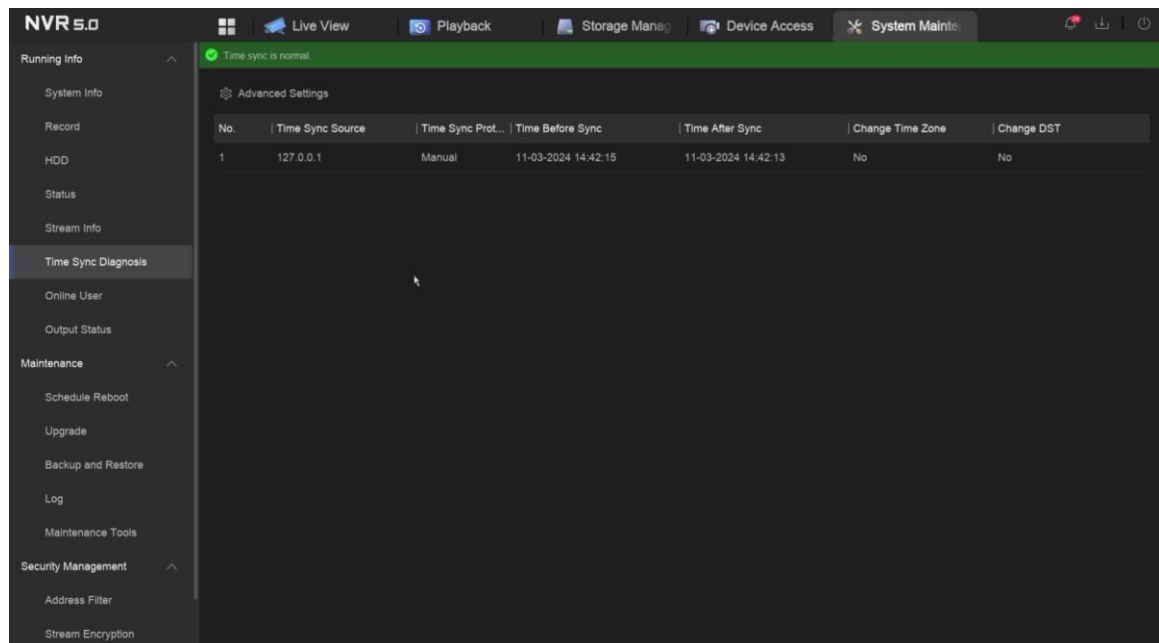 NVR 5.0
Live View
Playback
Storage Manag
Device Access
System Mainte
Running Info
System Info
Record
HDD
Status
Stream Info
Time Sync Diagnosis
Online User
Output Status
Maintenance
Schedule Reboot
Upgrade
Backup and Restore
Log
Maintenance Tools
Security Management
Address Filter
Stream Encryption
Time sync is normal.
Advanced Settings
No. Time Sync Source Time Sync Prot... Time Before Sync Time After Sync Change Time Zone Change DST
1 127.0.0.1 Manual 11-03-2024 14:42:15 11-03-2024 14:42:13 No No